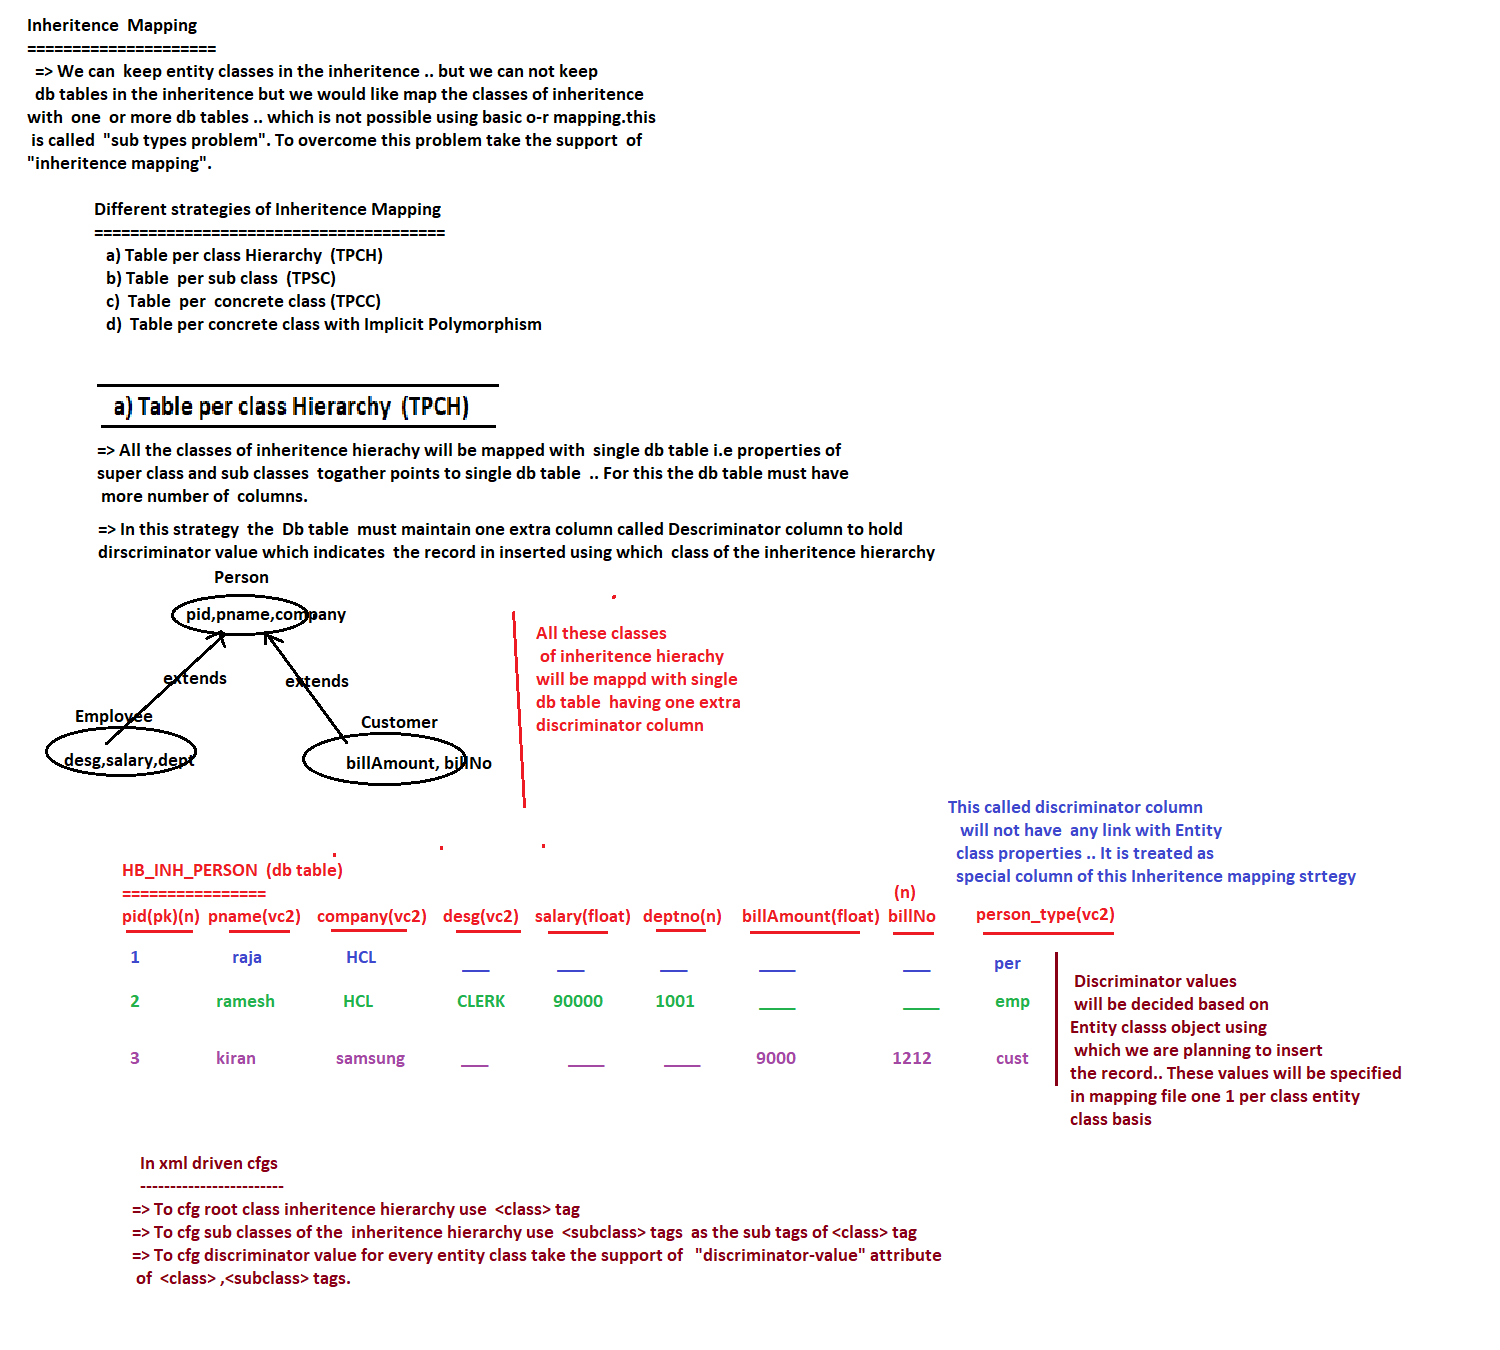 Inheritence  Mapping
=====================
=> We can  keep entity classes in the inheritence .. but we can not keep
db tables in the inheritence but we would like map the classes of inheritence
with  one  or more db tables .. which is not possible using basic o-r mapping.this
is called  "sub types problem". To overcome this problem take the support  of
"inheritence mapping".
Different strategies of Inheritence Mapping
=======================================
a) Table per class Hierarchy  (TPCH)
b) Table  per sub class  (TPSC)
c)  Table  per  concrete class (TPCC)
d)  Table per concrete class with Implicit Polymorphism
a) Table per class Hierarchy  (TPCH)
=> All the classes of inheritence hierachy will be mapped with  single db table i.e properties of
super class and sub classes  togather points to single db table  .. For this the db table must have
more number of  columns.
=> In this strategy  the  Db table  must maintain one extra column called Descriminator column to hold
dirscriminator value which indicates  the record in inserted using which  class of the inheritence hierarchy
Person
pid,pname,company
extends
extends
Employee
desg,salary,dept
Customer
billAmount, billNo
All these classes
of inheritence hierachy
will be mappd with single
db table  having one extra
discriminator column
This called discriminator column
will not have  any link with Entity
class properties .. It is treated as
special column of this Inheritence mapping strtegy
HB_INH_PERSON  (db table)
================
(n)
pid(pk)(n)  pname(vc2)  company(vc2)  desg(vc2)  salary(float)  deptno(n)  billAmount(float)  billNo  person_type(vc2)
1  raja  HCL  ___  ___  ___  ____  ___  per
2  ramesh  HCL  CLERK  90000  1001  ____  ____  emp
3  kiran  samsung  ___  ____  ____  9000  1212  cust
Discriminator values
will be decided based on
Entity classs object using
which we are planning to insert
the record.. These values will be specified
in mapping file one 1 per class entity
class basis
In xml driven cfgs
------------------------
=> To cfg root class inheritence hierarchy use  <class> tag
=> To cfg sub classes of the  inheritence hierarchy use  <subclass> tags  as the sub tags of <class> tag
=> To cfg discriminator value for every entity class take the support of  "discriminator-value" attribute
of  <class> ,<subclass> tags.